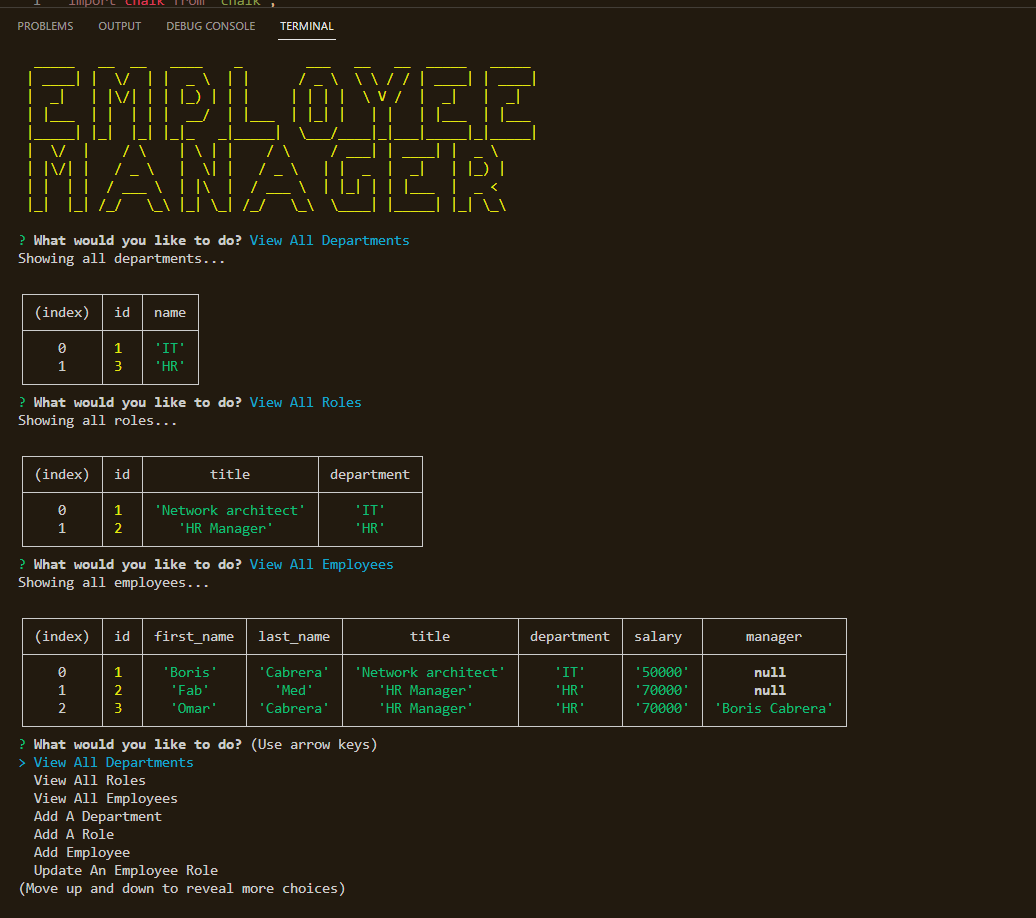 1 import chalk from 'chalk';
PROBLEMS OUTPUT DEBUG CONSOLE TERMINAL
EMPLOYEE
MANAGER
? What would you like to do? View All Departments
Showing all departments...
(index) id name
0 1 'IT'
1 3 'HR'
? What would you like to do? View All Roles
Showing all roles...
(index) id title department
0 1 'Network architect' 'IT'
1 2 'HR Manager' 'HR'
? What would you like to do? View All Employees
Showing all employees...
(index) id first_name last_name title department salary manager
0 1 'Boris' 'Cabrera' 'Network architect' 'IT' '50000' null
1 2 'Fab' 'Med' 'HR Manager' 'HR' '70000' null
2 3 'Omar' 'Cabrera' 'HR Manager' 'HR' '70000' 'Boris Cabrera'
? What would you like to do? (Use arrow keys)
> View All Departments
View All Roles
View All Employees
Add A Department
Add A Role
Add Employee
Update An Employee Role
(Move up and down to reveal more choices)